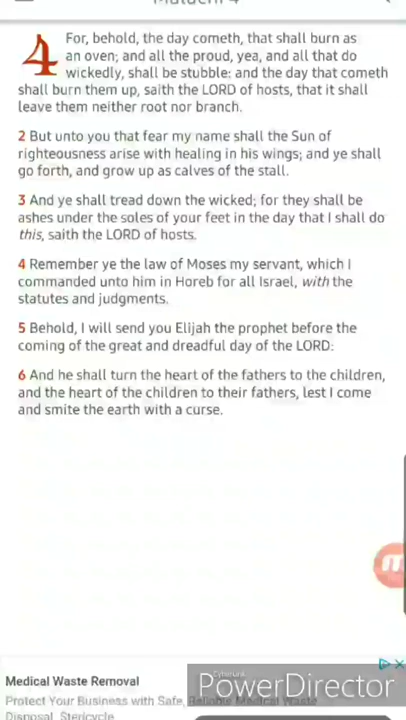 Malachi 4
4 For, behold, the day cometh, that shall burn as
an oven; and all the proud, yea, and all that do
wickedly, shall be stubble: and the day that cometh
shall burn them up, saith the LORD of hosts, that it shall
leave them neither root nor branch.
2 But unto you that fear my name shall the Sun of
righteousness arise with healing in his wings; and ye shall
go forth, and grow up as calves of the stall.
3 And ye shall tread down the wicked; for they shall be
ashes under the soles of your feet in the day that I shall do
this, saith the LORD of hosts.
4 Remember ye the law of Moses my servant, which I
commanded unto him in Horeb for all Israel, with the
statutes and judgments.
5 Behold, I will send you Elijah the prophet before the
coming of the great and dreadful day of the LORD:
6 And he shall turn the heart of the fathers to the children,
and the heart of the children to their fathers, lest I come
and smite the earth with a curse.
Medical Waste Removal
CyberLink
PowerDirector
Protect Your Business with Safe, Reliable Medical Waste
Disposal. Stericycle